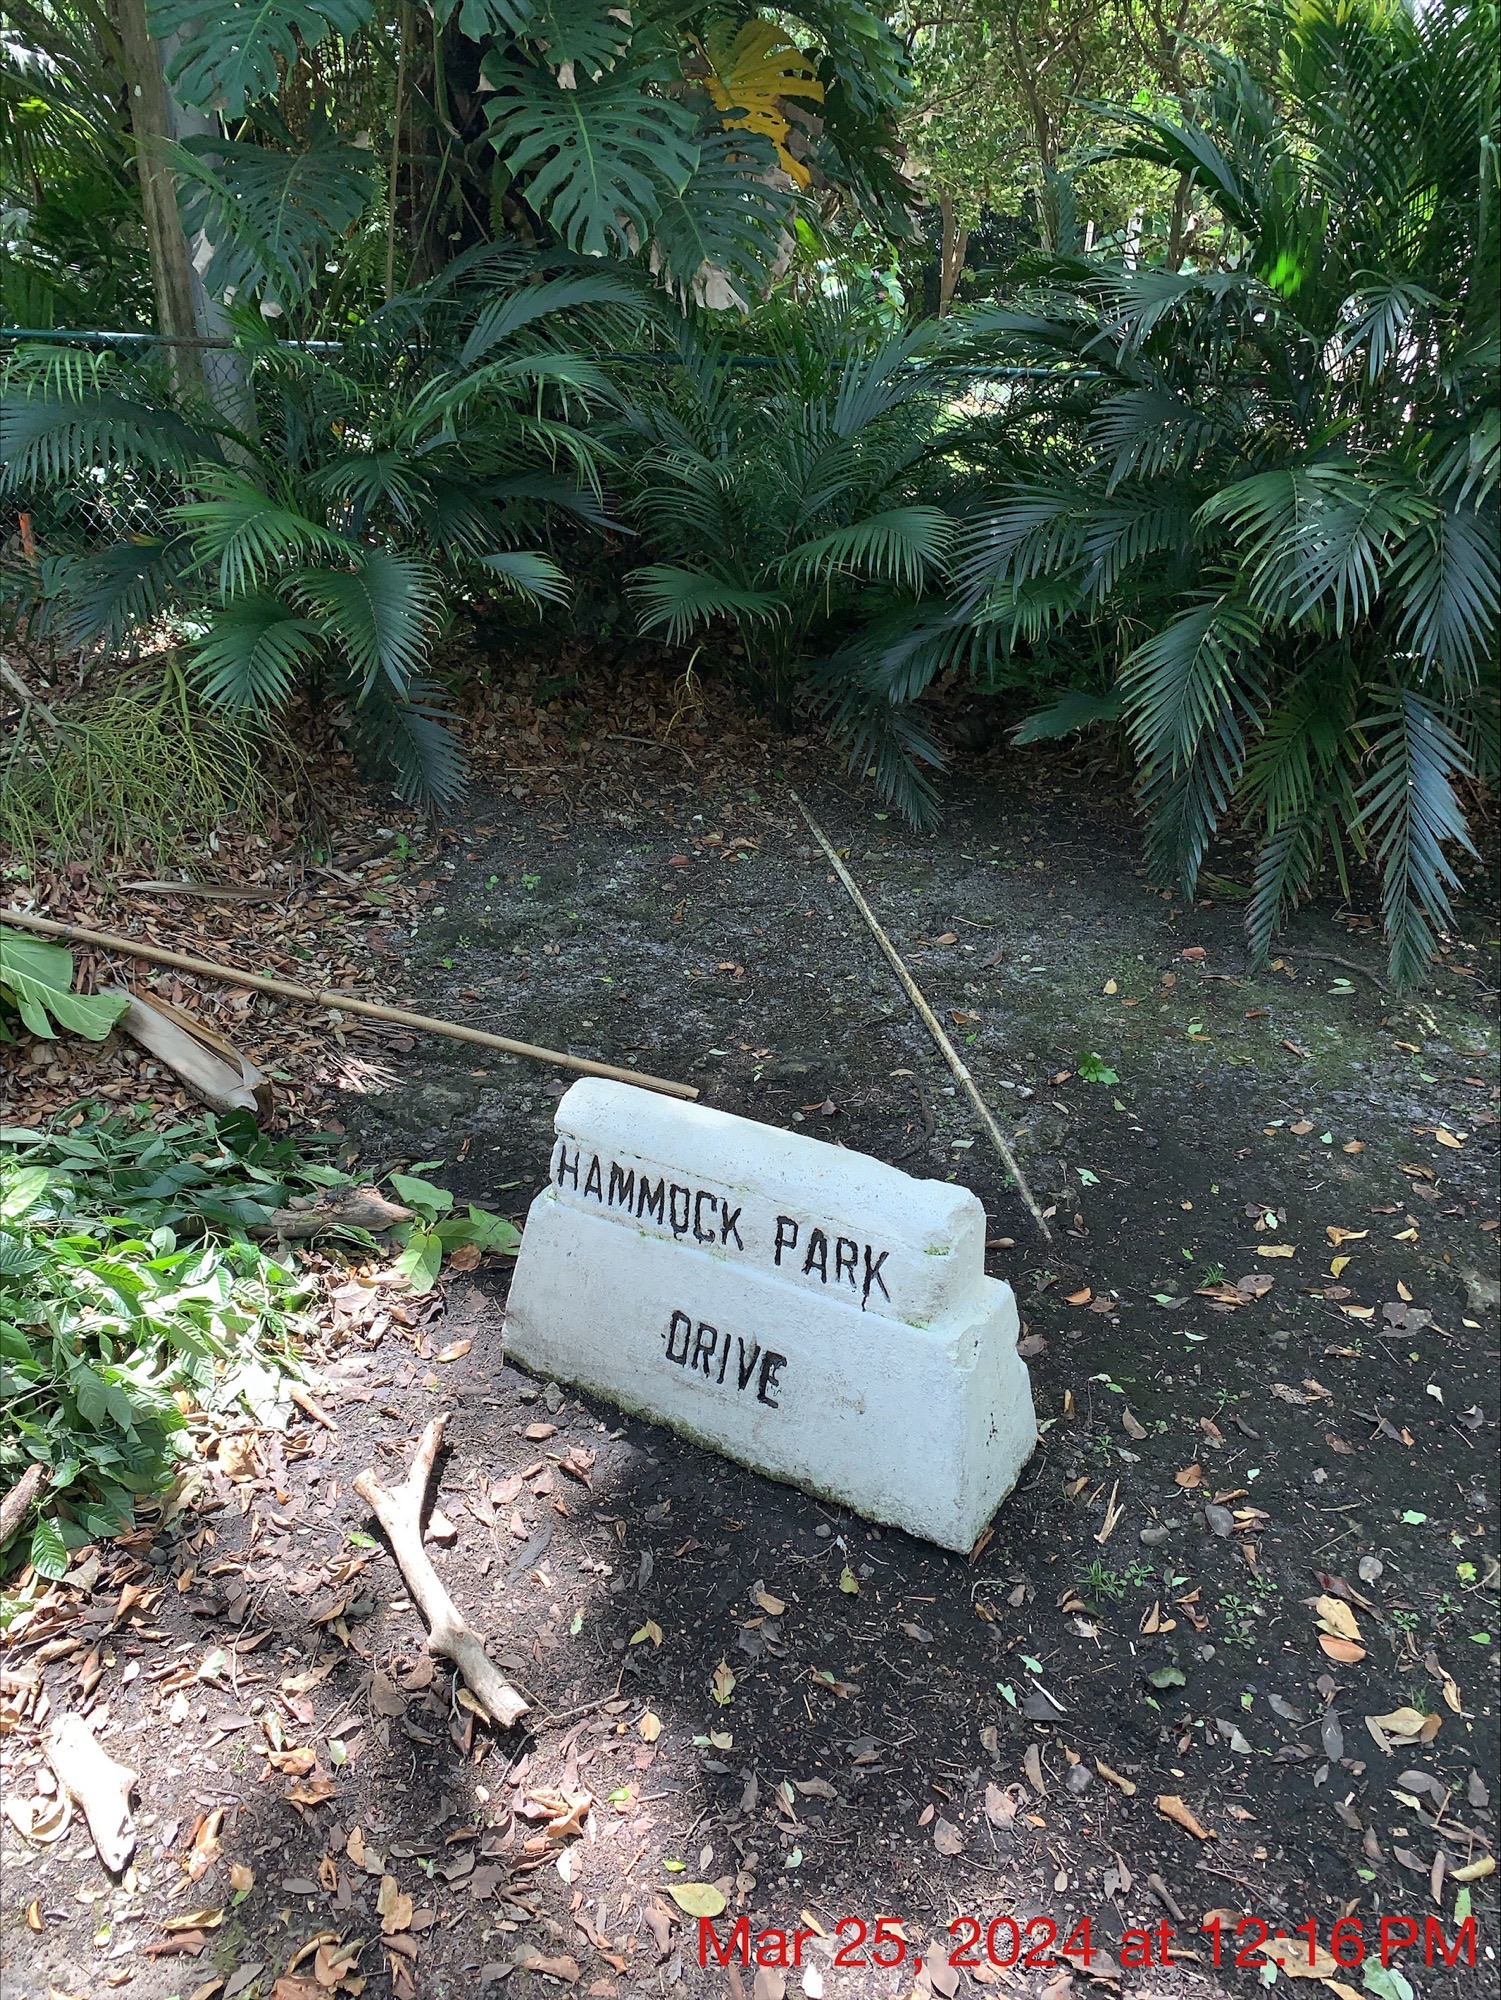 HAMMOCK PARK
DRIVE
Mar 25, 2024 at 12:16 PM